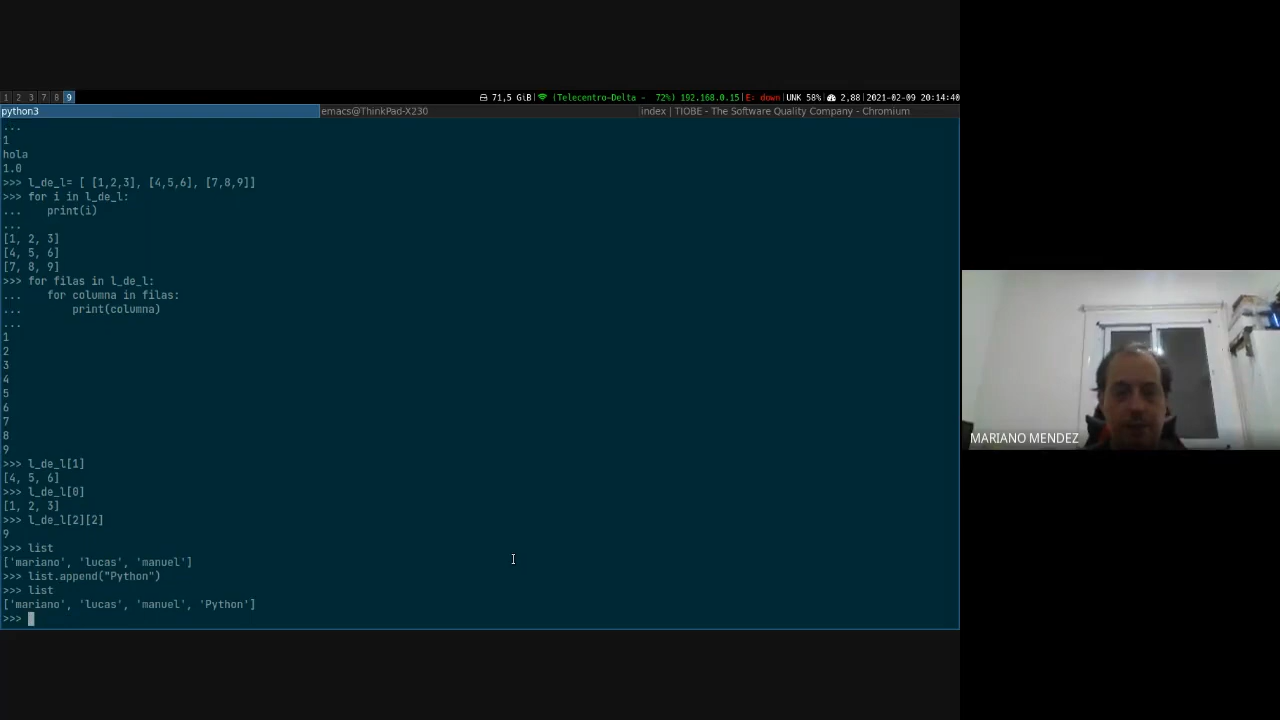 1 2 3 7 8 9
71,5 GiB| (Telecentro-Delta - 72%) 192.168.0.15|E: down|UNK 58%| 2,88|2021-02-09 20:14:40
python3
emacs@ThinkPad-X230
index | TIOBE - The Software Quality Company - Chromium
...
1
hola
1.0
>>> l_de_l= [ [1,2,3], [4,5,6], [7,8,9]]
>>> for i in l_de_l:
...    print(i)
...
[1, 2, 3]
[4, 5, 6]
[7, 8, 9]
>>> for filas in l_de_l:
...    for columna in filas:
...        print(columna)
...
1
2
3
4
5
6
7
8
9
>>> l_de_l[1]
[4, 5, 6]
>>> l_de_l[0]
[1, 2, 3]
>>> l_de_l[2][2]
9
>>> list
['mariano', 'lucas', 'manuel']
>>> list.append("Python")
>>> list
['mariano', 'lucas', 'manuel', 'Python']
>>>
MARIANO MENDEZ